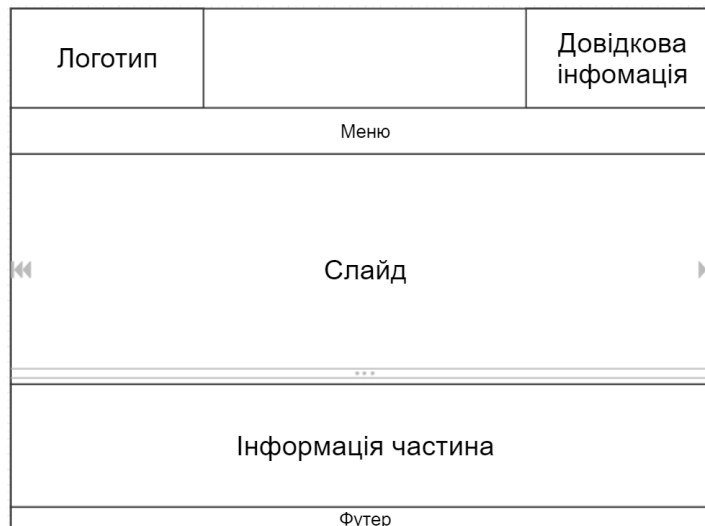 Логотип
Довідкова
інфомація
Меню
Слайд
Інформація частина
Футер